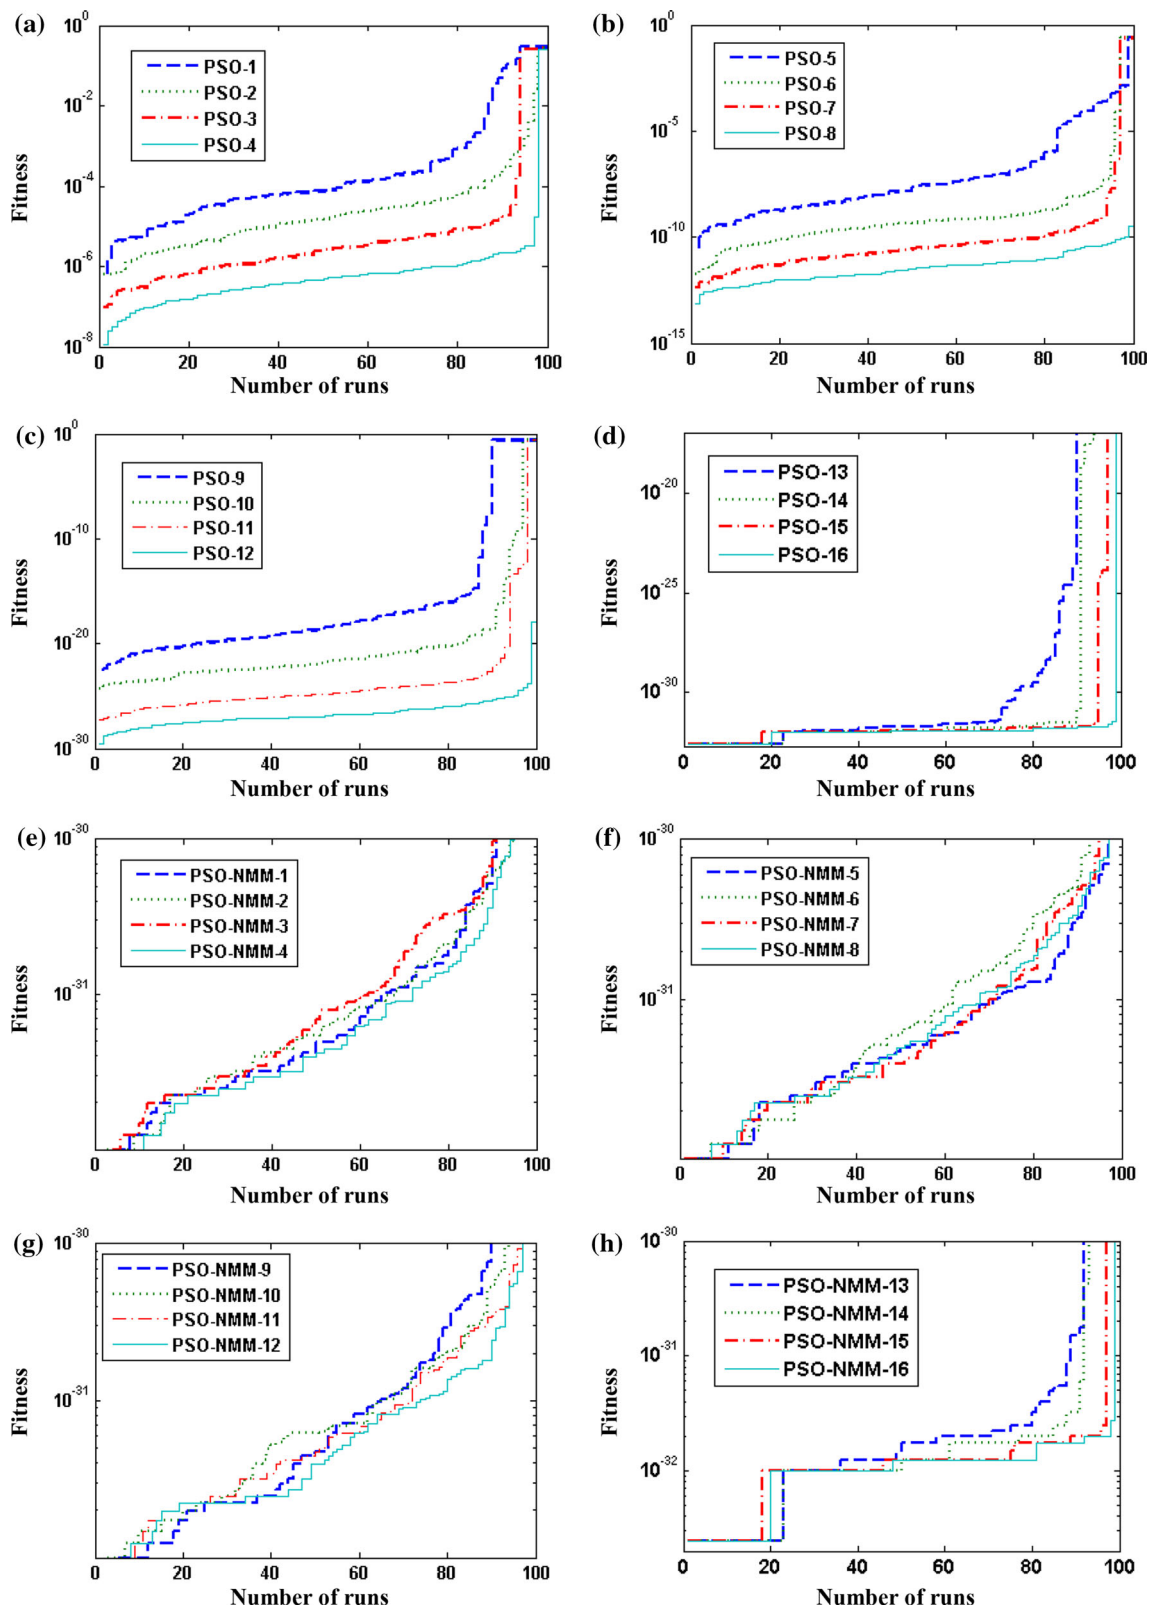 (a)
10^0
10^-2
10^-4
10^-6
10^-8
Fitness
PSO-1
PSO-2
PSO-3
PSO-4
0 20 40 60 80 100
Number of runs
(b)
10^0
10^-5
10^-10
10^-15
Fitness
PSO-5
PSO-6
PSO-7
PSO-8
0 20 40 60 80 100
Number of runs
(c)
10^0
10^-10
10^-20
10^-30
Fitness
PSO-9
PSO-10
PSO-11
PSO-12
0 20 40 60 80 100
Number of runs
(d)
10^-20
10^-25
10^-30
Fitness
PSO-13
PSO-14
PSO-15
PSO-16
0 20 40 60 80 100
Number of runs
(e)
10^-30
10^-31
Fitness
PSO-NMM-1
PSO-NMM-2
PSO-NMM-3
PSO-NMM-4
0 20 40 60 80 100
Number of runs
(f)
10^-30
10^-31
Fitness
PSO-NMM-5
PSO-NMM-6
PSO-NMM-7
PSO-NMM-8
0 20 40 60 80 100
Number of runs
(g)
10^-30
10^-31
Fitness
PSO-NMM-9
PSO-NMM-10
PSO-NMM-11
PSO-NMM-12
0 20 40 60 80 100
Number of runs
(h)
10^-30
10^-31
10^-32
Fitness
PSO-NMM-13
PSO-NMM-14
PSO-NMM-15
PSO-NMM-16
0 20 40 60 80 100
Number of runs